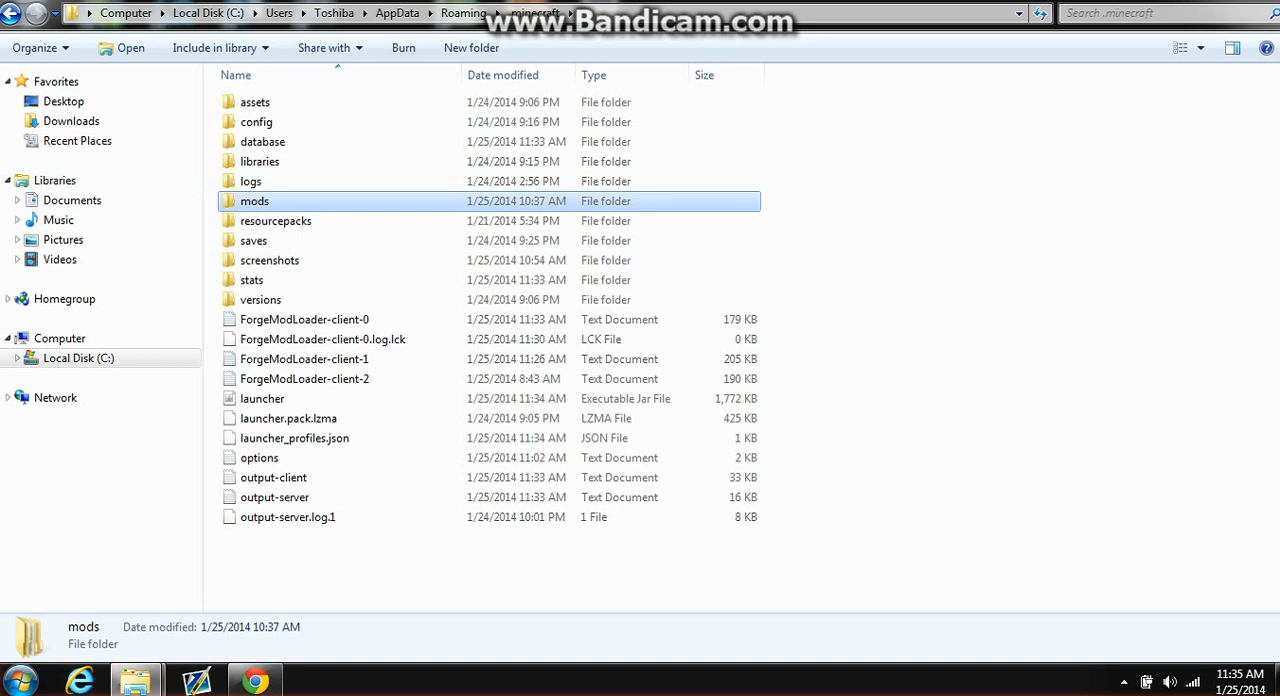 Computer Local Disk (C:) Users Toshiba AppData Roaming .minecraft Search .minecraft
www.Bandicam.com
Organize Open Include in library Share with Burn New folder
Name Date modified Type Size
Favorites
Desktop
Downloads
Recent Places
Libraries
Documents
Music
Pictures
Videos
Homegroup
Computer
Local Disk (C:)
Network
assets 1/24/2014 9:06 PM File folder
config 1/24/2014 9:16 PM File folder
database 1/25/2014 11:33 AM File folder
libraries 1/24/2014 9:15 PM File folder
logs 1/24/2014 2:56 PM File folder
mods 1/25/2014 10:37 AM File folder
resourcepacks 1/21/2014 5:34 PM File folder
saves 1/24/2014 9:25 PM File folder
screenshots 1/25/2014 10:54 AM File folder
stats 1/25/2014 11:33 AM File folder
versions 1/24/2014 9:06 PM File folder
ForgeModLoader-client-0 1/25/2014 11:33 AM Text Document 179 KB
ForgeModLoader-client-0.log.lck 1/25/2014 11:30 AM LCK File 0 KB
ForgeModLoader-client-1 1/25/2014 11:26 AM Text Document 205 KB
ForgeModLoader-client-2 1/25/2014 8:43 AM Text Document 190 KB
launcher 1/25/2014 11:34 AM Executable Jar File 1,772 KB
launcher.pack.lzma 1/24/2014 9:05 PM LZMA File 425 KB
launcher_profiles.json 1/25/2014 11:34 AM JSON File 1 KB
options 1/25/2014 11:02 AM Text Document 2 KB
output-client 1/25/2014 11:33 AM Text Document 33 KB
output-server 1/25/2014 11:33 AM Text Document 16 KB
output-server.log.1 1/24/2014 10:01 PM 1 File 8 KB
mods Date modified: 1/25/2014 10:37 AM
File folder
11:35 AM
1/25/2014